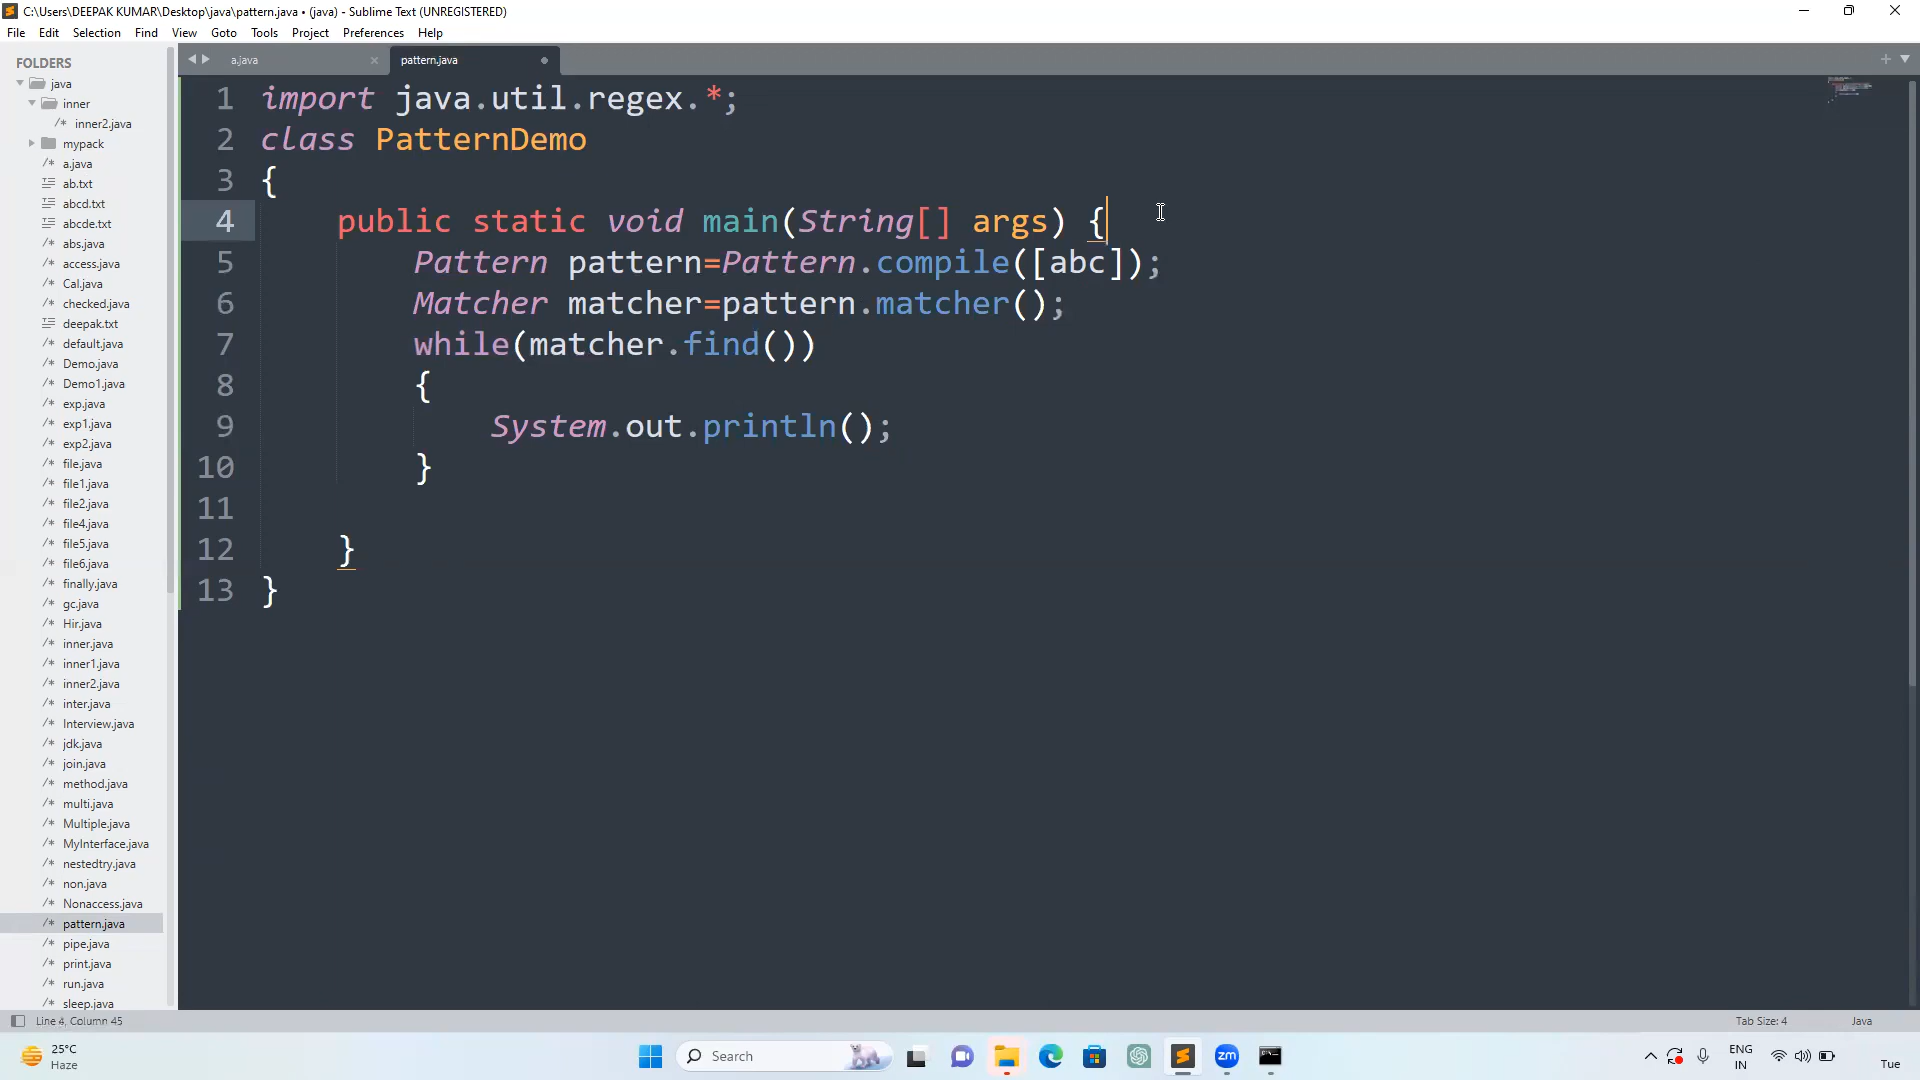 C:\Users\DEEPAK KUMAR\Desktop\java\pattern.java • (java) - Sublime Text (UNREGISTERED)
File Edit Selection Find View Goto Tools Project Preferences Help
FOLDERS
java
inner
/* inner2.java
mypack
/* a.java
ab.txt
abcd.txt
abcde.txt
/* abs.java
/* access.java
/* Cal.java
/* checked.java
deepak.txt
/* default.java
/* Demo.java
/* Demo1.java
/* exp.java
/* exp1.java
/* exp2.java
/* file.java
/* file1.java
/* file2.java
/* file4.java
/* file5.java
/* file6.java
/* finally.java
/* gc.java
/* Hir.java
/* inner.java
/* inner1.java
/* inner2.java
/* inter.java
/* Interview.java
/* jdk.java
/* join.java
/* method.java
/* multi.java
/* Multiple.java
/* MyInterface.java
/* nestedtry.java
/* non.java
/* Nonaccess.java
/* pattern.java
/* pipe.java
/* print.java
/* run.java
/* sleep.java
a.java pattern.java
1 import java.util.regex.*;
2 class PatternDemo
3 {
4 public static void main(String[] args) {
5 Pattern pattern=Pattern.compile([abc]);
6 Matcher matcher=pattern.matcher();
7 while(matcher.find())
8 {
9 System.out.println();
10 }
11
12 }
13 }
Line 4, Column 45 Tab Size: 4 Java
25°C
Haze
Search
zm
ENG
IN
Tue